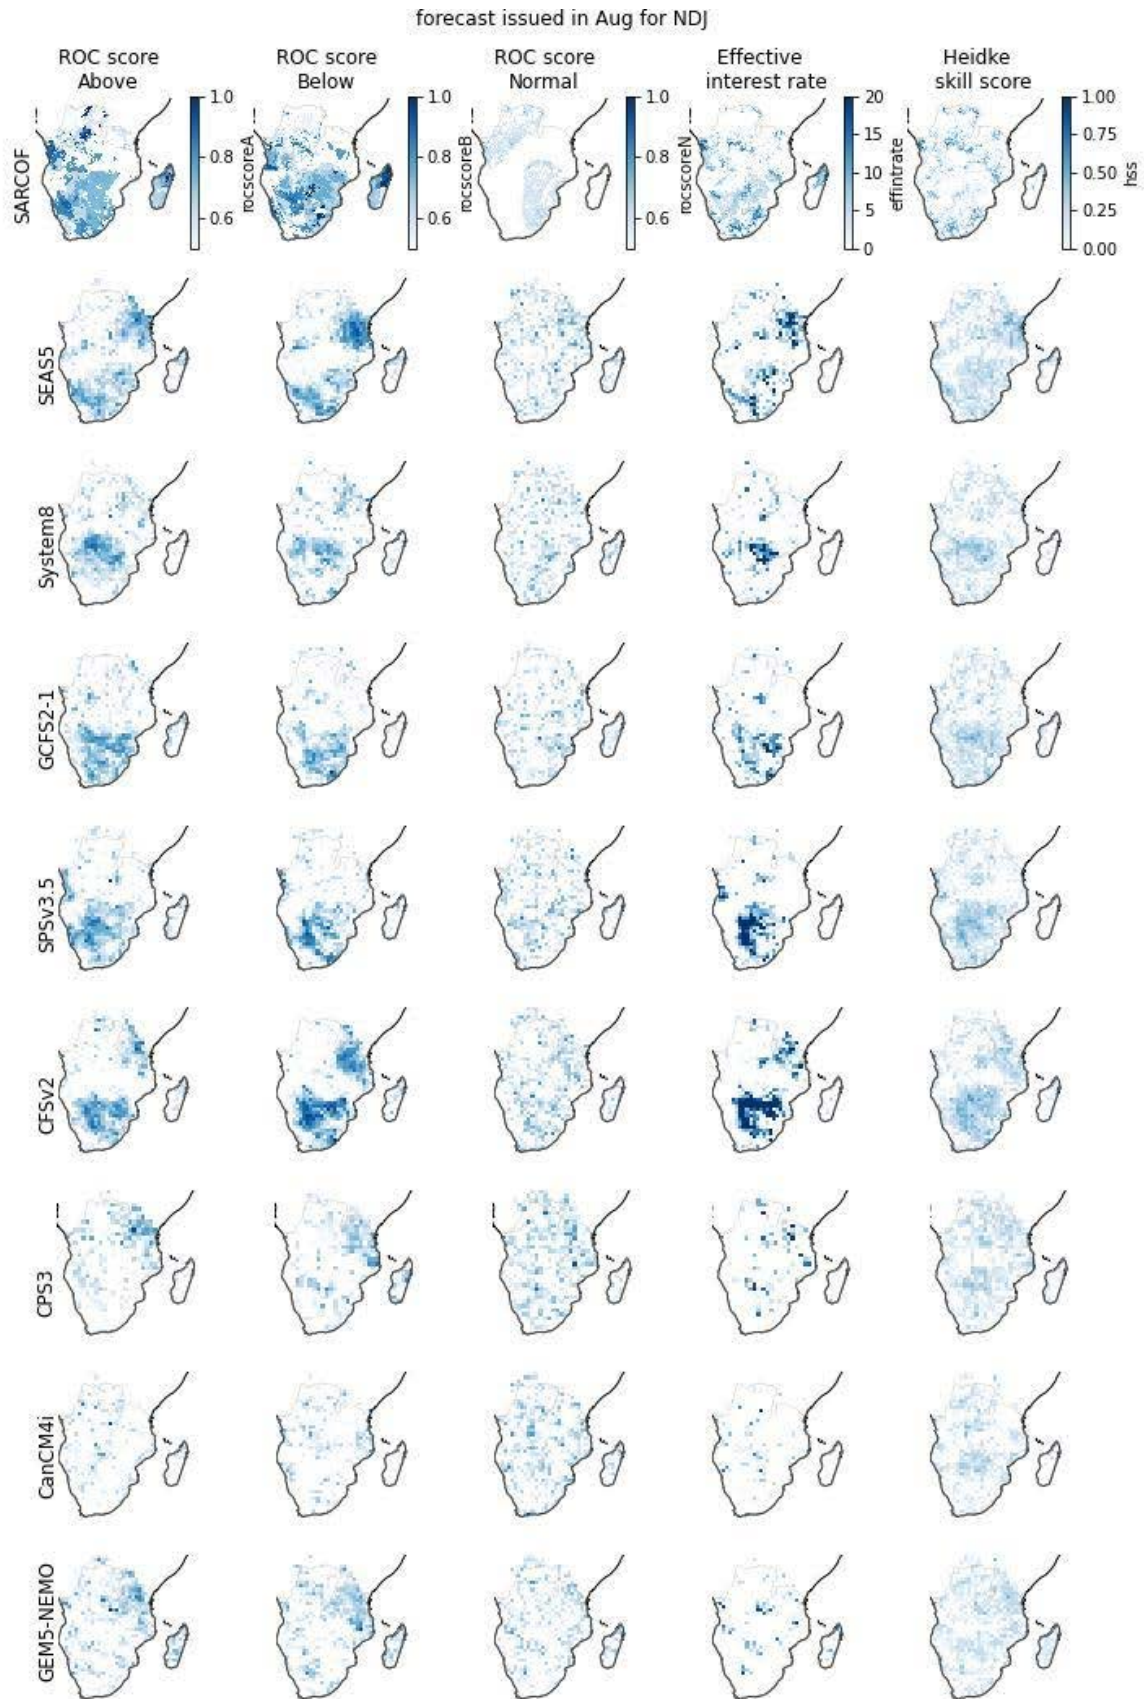 forecast issued in Aug for NDJ
ROC score
Above
ROC score
Below
ROC score
Normal
Effective
interest rate
Heidke
skill score
SARCOF
1.0
0.8
0.6
rocscoreA
1.0
0.8
0.6
rocscoreB
1.0
0.8
0.6
rocscoreN
20
15
10
5
0
effintrate
1.00
0.75
0.50
0.25
0.00
hss
SEAS5
System8
GCFS2-1
SPSv3.5
CFSv2
CPS3
CanCM4i
GEM5-NEMO